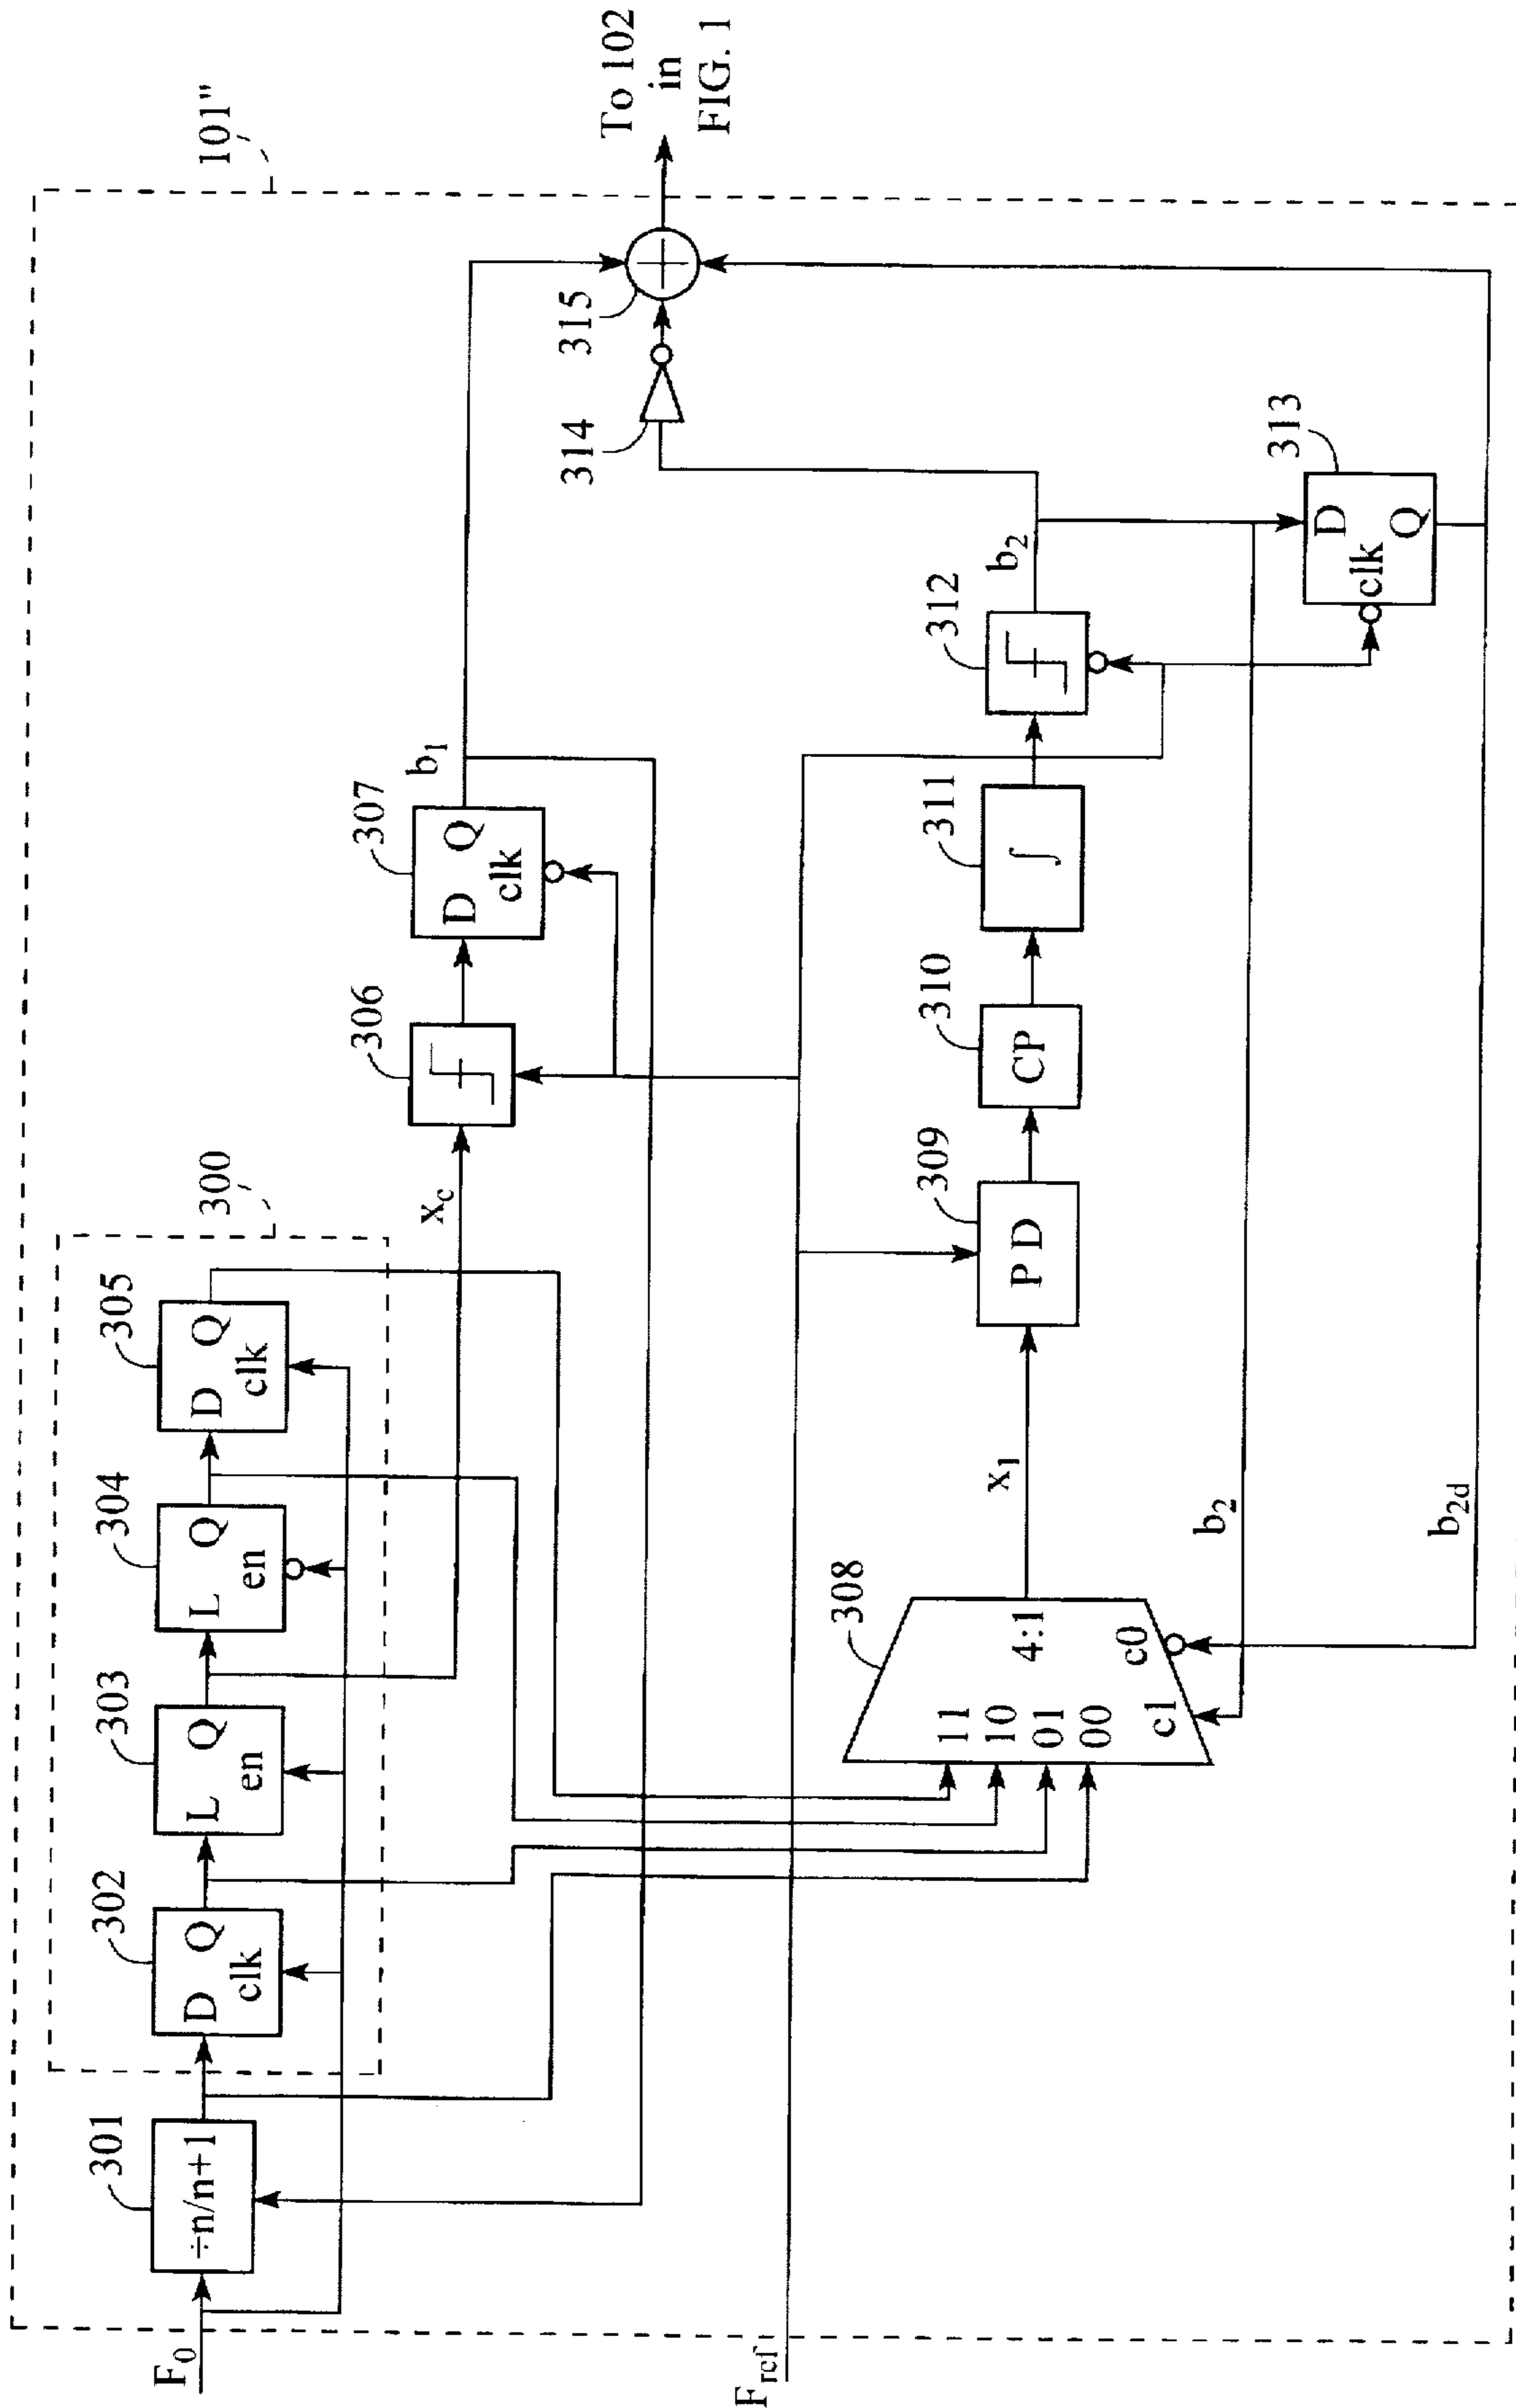 101"
300
301
÷n/n+1
302
D Q
clk
303
L Q
en
304
L Q
en
305
D Q
clk
F0
xc
306
307
D Q
clk
b1
To 102
in
FIG. 1
315
314
Fref
308
11
10
01
00
4:1
c1
c0
x1
309
PD
310
CP
311
∫
312
b2
313
D
clk
Q
b2
b2d